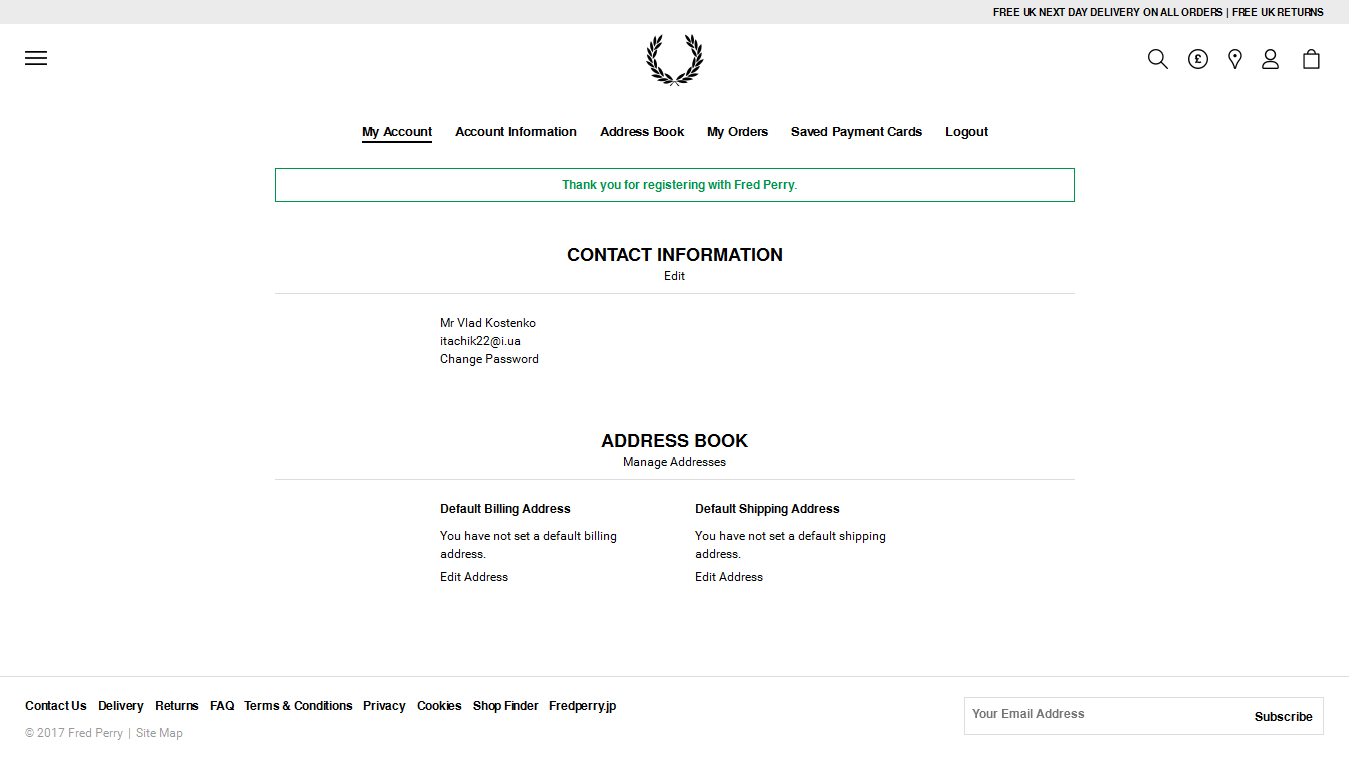 FREE UK NEXT DAY DELIVERY ON ALL ORDERS | FREE UK RETURNS
£
My Account Account Information Address Book My Orders Saved Payment Cards Logout
Thank you for registering with Fred Perry.
CONTACT INFORMATION
Edit
Mr Vlad Kostenko
itachik22@i.ua
Change Password
ADDRESS BOOK
Manage Addresses
Default Billing Address
You have not set a default billing
address.
Edit Address
Default Shipping Address
You have not set a default shipping
address.
Edit Address
Contact Us Delivery Returns FAQ Terms & Conditions Privacy Cookies Shop Finder Fredperry.jp
© 2017 Fred Perry | Site Map
Your Email Address
Subscribe